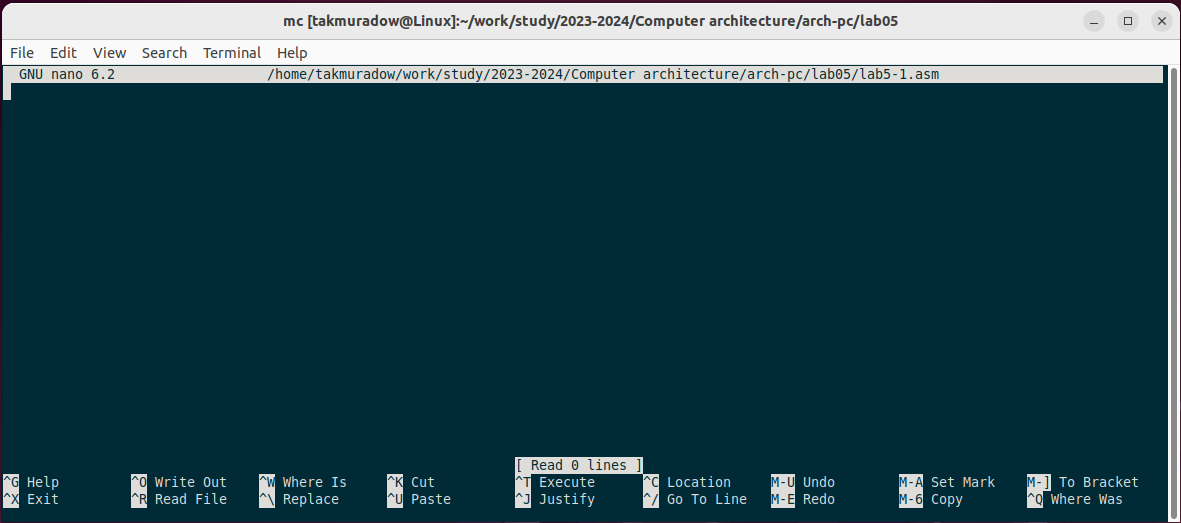 mc [takmuradow@Linux]:~/work/study/2023-2024/Computer architecture/arch-pc/lab05
File Edit View Search Terminal Help
GNU nano 6.2 /home/takmuradow/work/study/2023-2024/Computer architecture/arch-pc/lab05/lab5-1.asm
[ Read 0 lines ]
^G Help ^O Write Out ^W Where Is ^K Cut ^T Execute ^C Location M-U Undo M-A Set Mark M-] To Bracket
^X Exit ^R Read File ^\ Replace ^U Paste ^J Justify ^/ Go To Line M-E Redo M-6 Copy ^Q Where Was